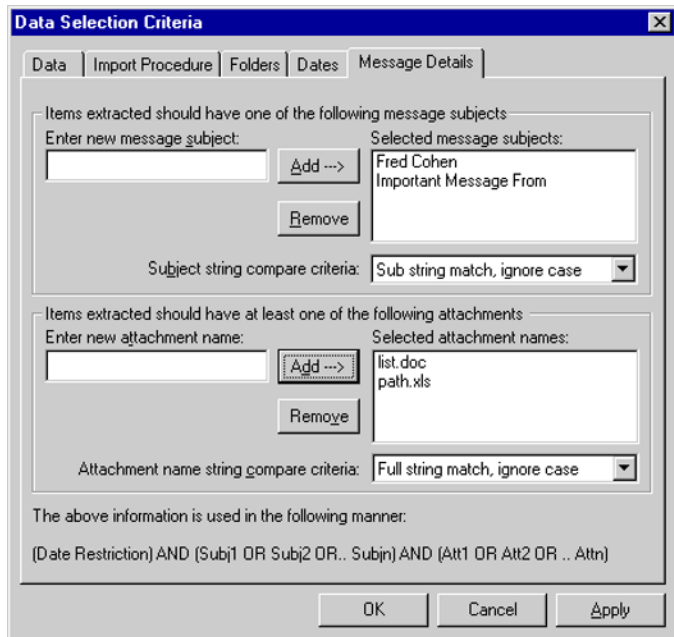 Data Selection Criteria
Data
Import Procedure
Folders
Dates
Message Details
Items extracted should have one of the following message subjects
Enter new message subject:
Selected message subjects:
Add --->
Fred Cohen
Important Message From
Remove
Subject string compare criteria:
Sub string match, ignore case
Items extracted should have at least one of the following attachments
Enter new attachment name:
Selected attachment names:
Add --->
list.doc
path.xls
Remove
Attachment name string compare criteria:
Full string match, ignore case
The above information is used in the following manner:
(Date Restriction) AND (Subj1 OR Subj2 OR.. Subjn) AND (Att1 OR Att2 OR .. Attn)
OK
Cancel
Apply